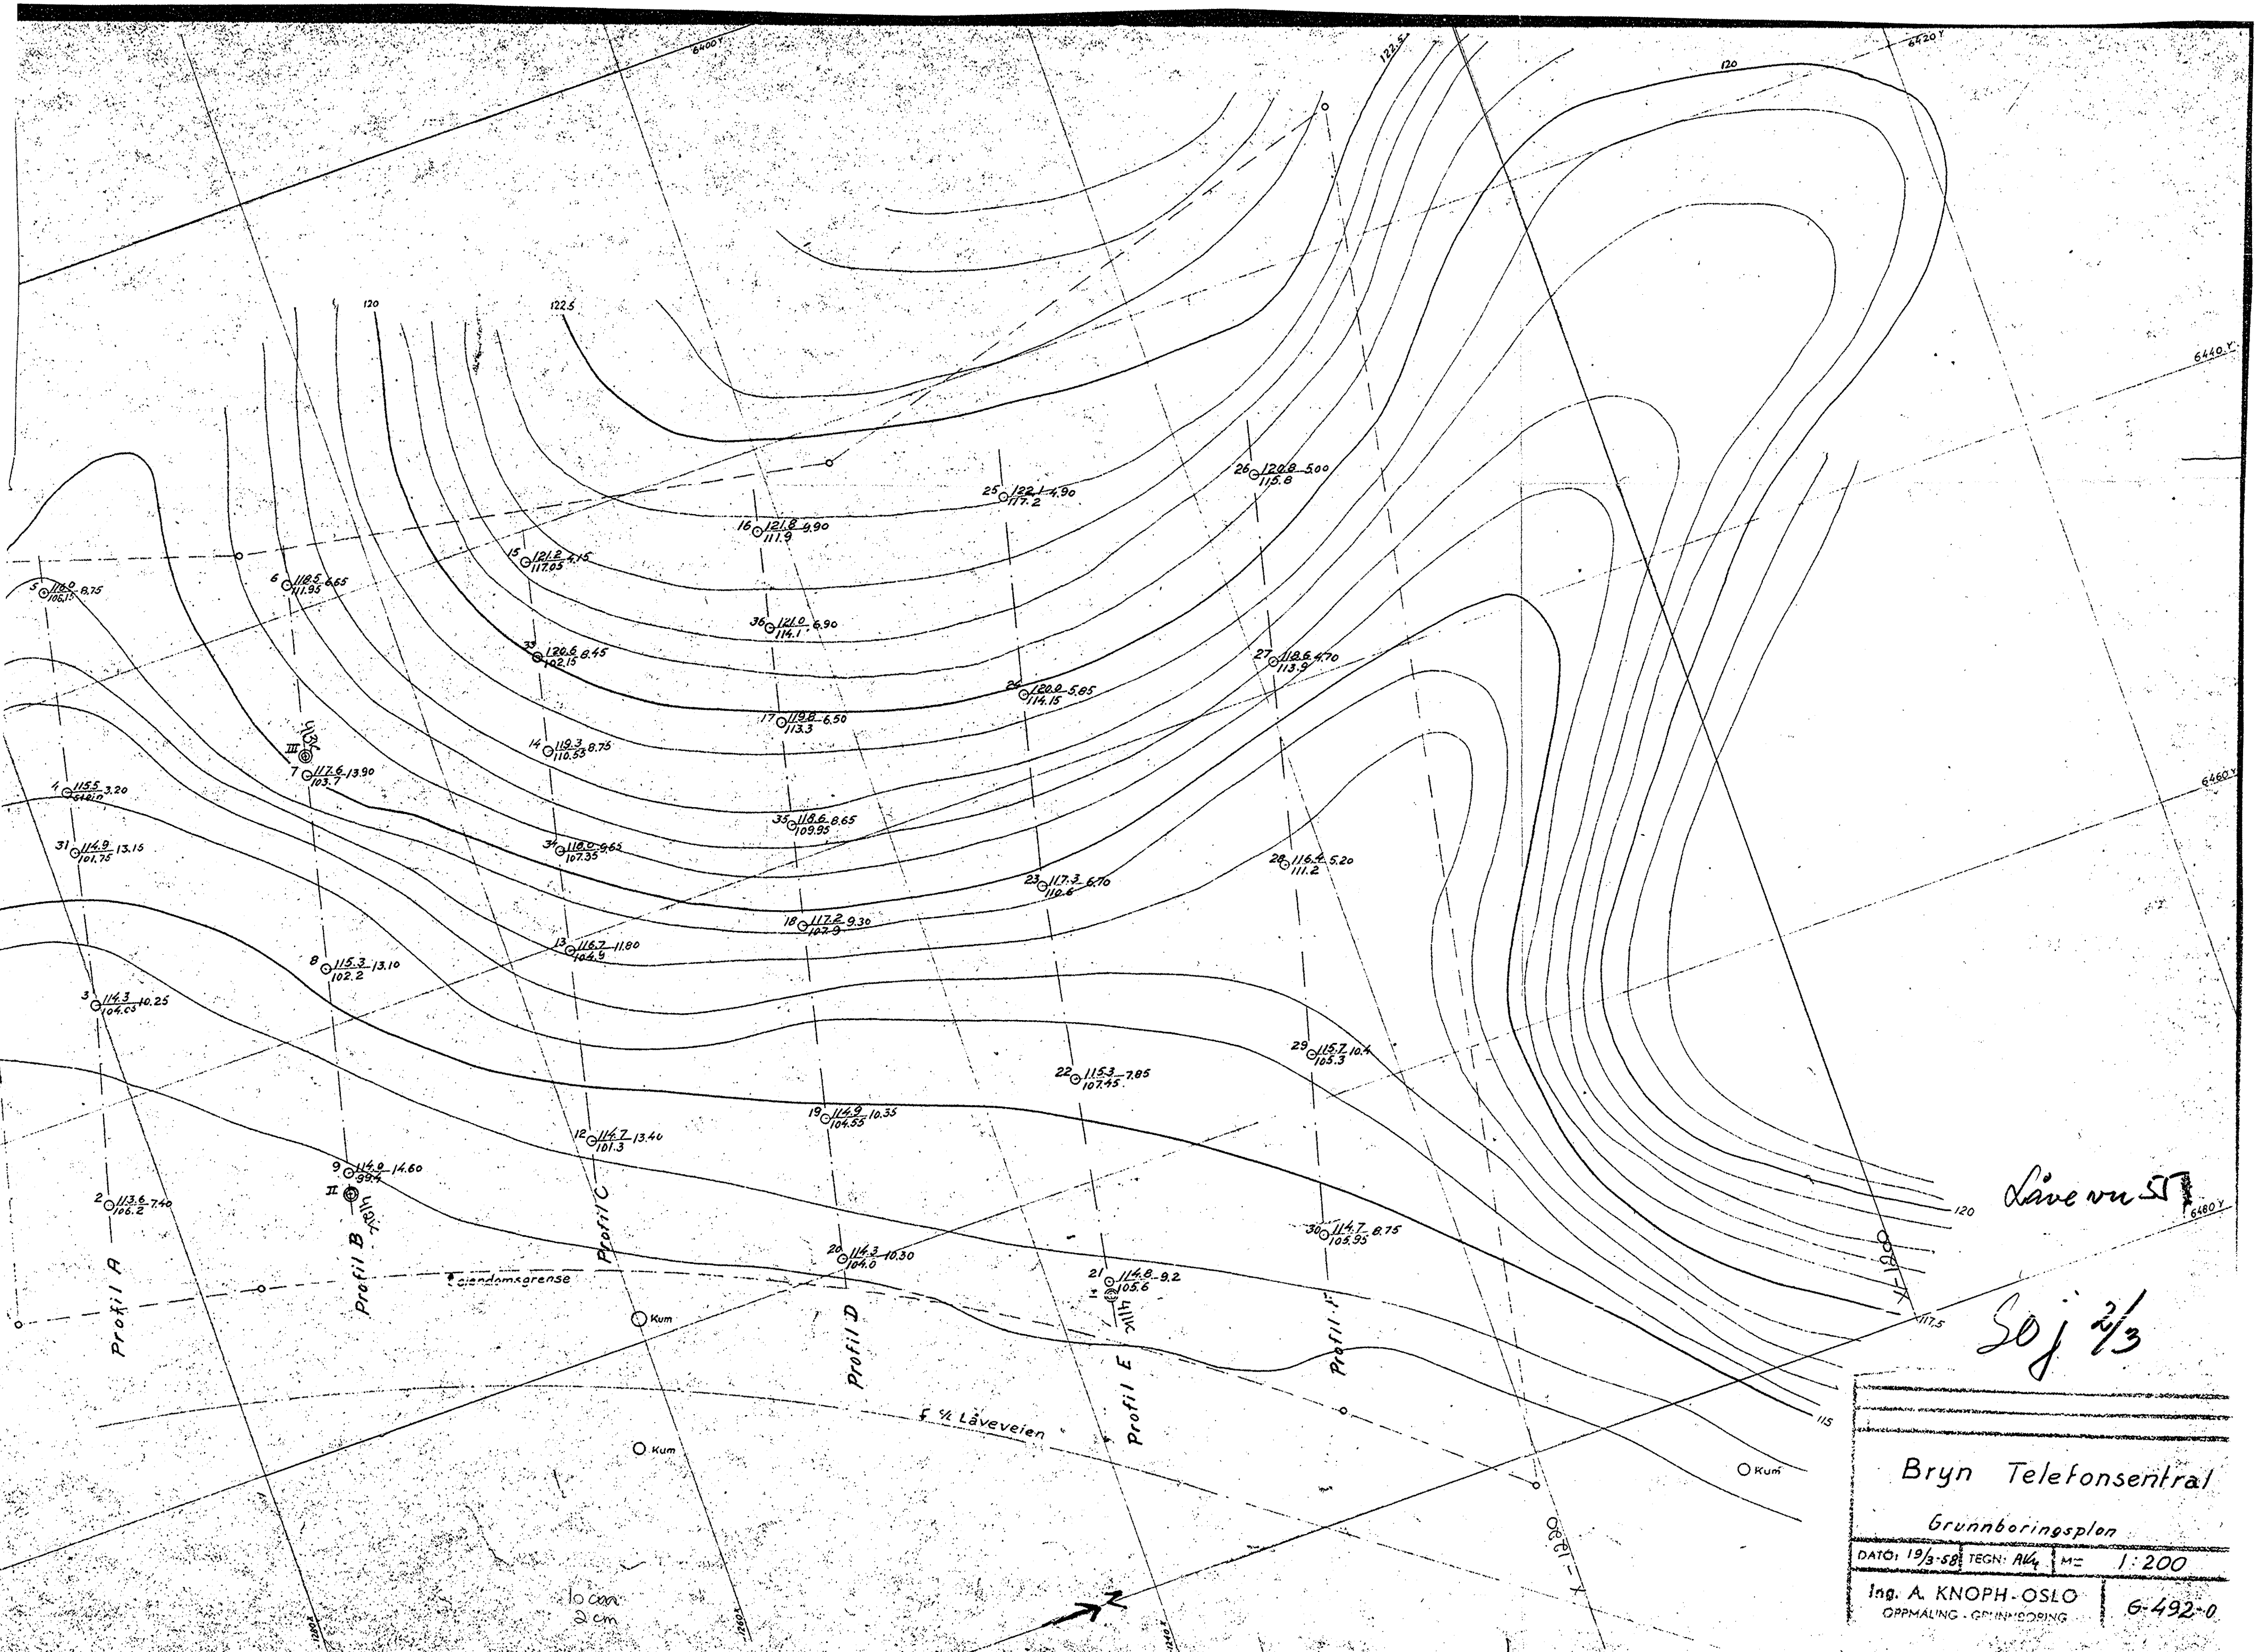 6400
122.5
6420 Y
120
6440 Y
120
122.5
26 120.8 5.00
115.8
25 122.1 4.90
117.2
16 121.8 9.90
111.9
15 121.2 4.15
117.05
6 118.5 6.65
111.95
8.75
36 121.0 6.90
114.1
120.6 8.45
102.15
27 118.6 4.70
113.9
120.0 5.85
114.15
17 119.8 6.50
113.3
14 119.3 8.75
110.55
III
7 117.6 13.90
103.7
6460 Y
4 115.5 3.20
Stein
35 118.6 8.65
109.95
31 114.9 13.15
101.75
34 9.65
107.35
28 116.4 5.20
111.2
23 117.3 6.70
110.6
18 117.2 9.30
107.9
13 116.7 11.80
104.9
8 115.3 13.10
102.2
3 114.3 10.25
104.05
29 115.7 10.4
105.3
22 115.3 7.85
107.45
19 114.9 10.35
104.55
12 114.7 13.40
101.3
9 114.0 14.60
99.4
II
2 113.6 7.40
106.2
120
6480 Y
30 114.7 8.75
105.95
20 114.3 10.30
104.0
21 114.8 9.2
105.6
I
Profil A
Profil B
Profil C
Profil D
Profil E
Profil F
Eiendomsgrense
Kum
117.5
115
Låveveien
Kum
Kum
10 cm
2 cm
Bryn Telefonsentral
Grunnboringsplan
DATO: 19/3-58 TEGN: M= 1:200
Ing. A. KNOPH - OSLO
OPPMÅLING - GRUNNBORING
G-492-0